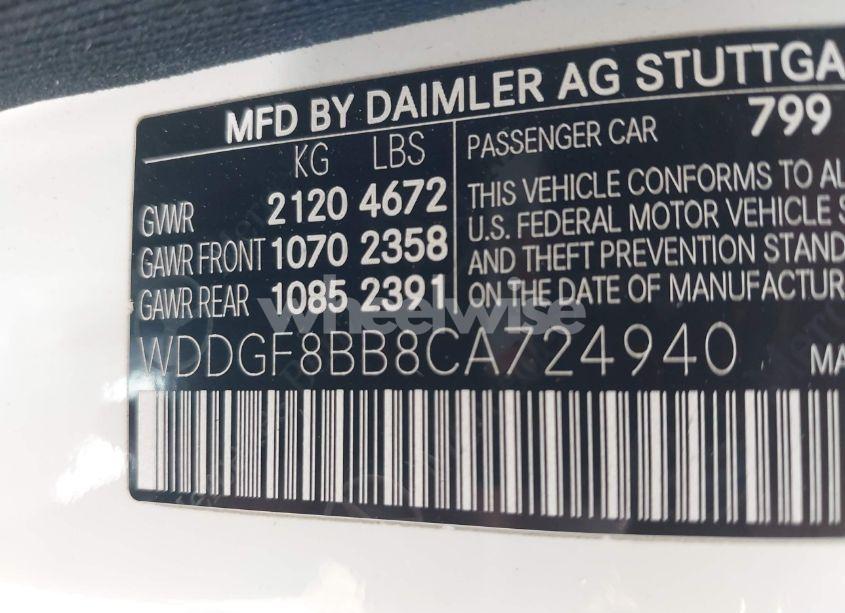 MFD BY DAIMLER AG STUTTGA
KG LBS
GVWR 2120 4672
GAWR FRONT 1070 2358
GAWR REAR 1085 2391
PASSENGER CAR 799
THIS VEHICLE CONFORMS TO AL
U.S. FEDERAL MOTOR VEHICLE S
AND THEFT PREVENTION STAND
ON THE DATE OF MANUFACTUR
WDDGF8BB8CA724940
MA
wheelwise